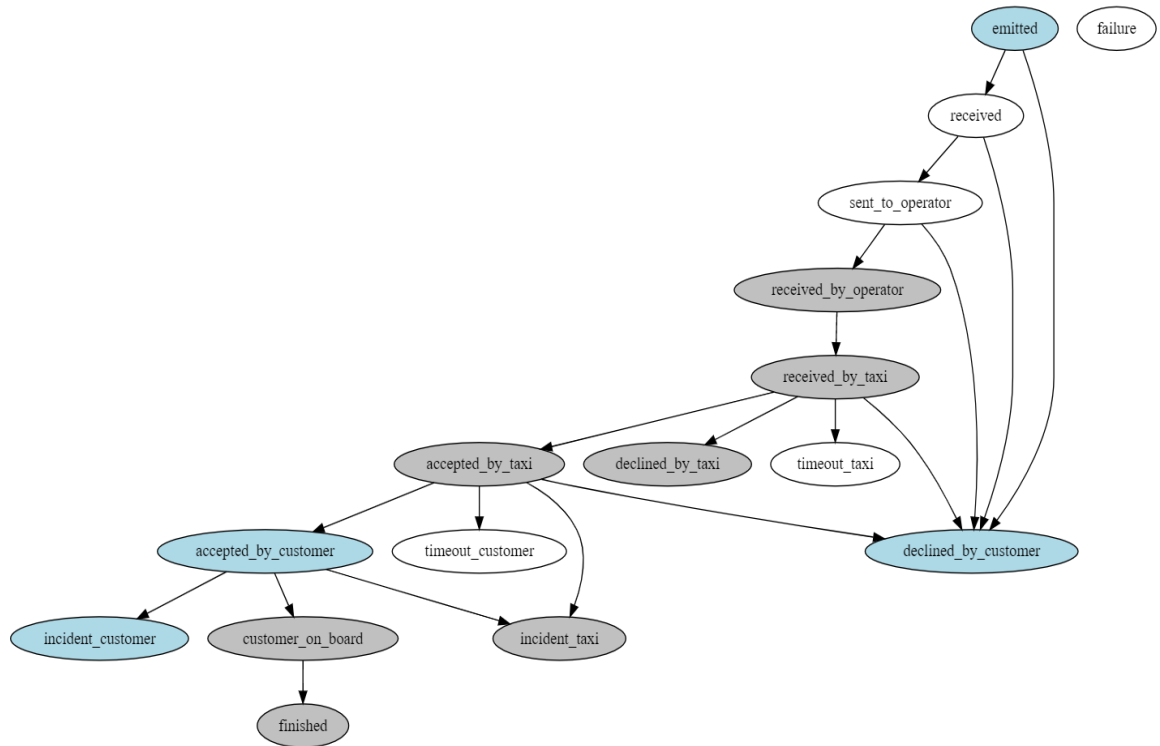 emitted
failure
received
sent_to_operator
received_by_operator
received_by_taxi
accepted_by_taxi
declined_by_taxi
timeout_taxi
accepted_by_customer
timeout_customer
declined_by_customer
incident_customer
customer_on_board
incident_taxi
finished